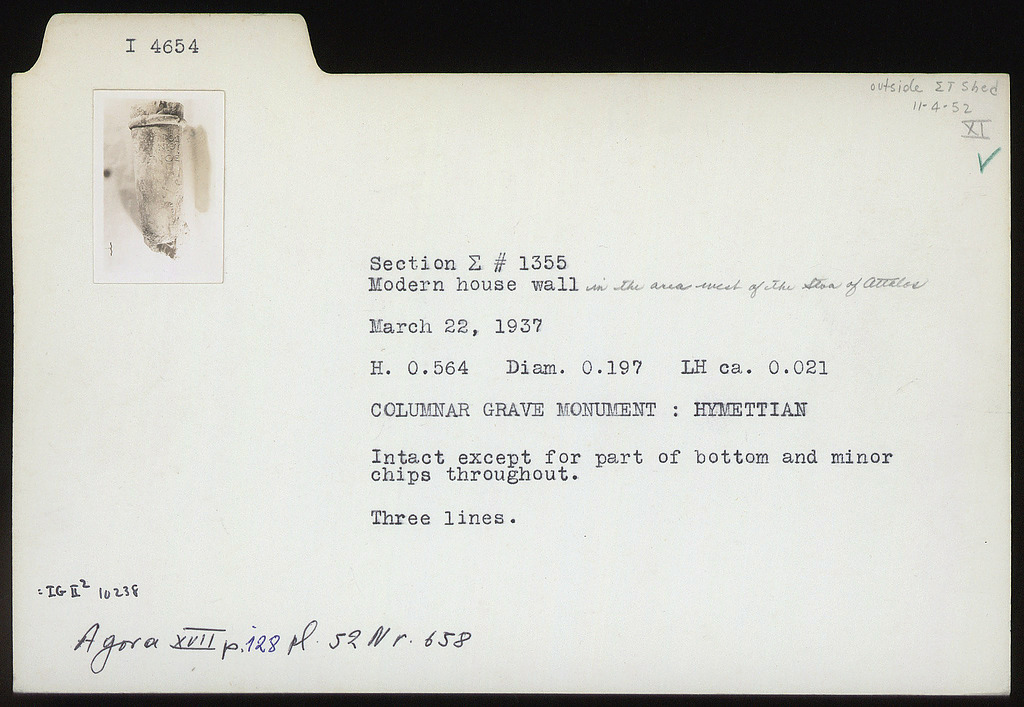 I 4654
outside ΣT Shed
11-4-52
XI
Section Σ # 1355
Modern house wall in the area west of the Stoa of Attalos
March 22, 1937
H. 0.564 Diam. 0.197 LH ca. 0.021
COLUMNAR GRAVE MONUMENT : HYMETTIAN
Intact except for part of bottom and minor
chips throughout.
Three lines.
=IG II² 10238
Agora XVII p.128 pl. 52 Nr. 658